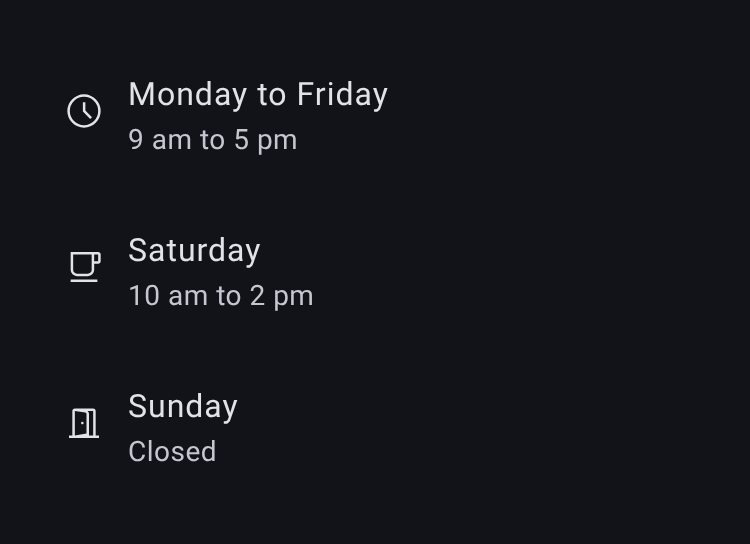 Monday to Friday
9 am to 5 pm
Saturday
10 am to 2 pm
Sunday
Closed